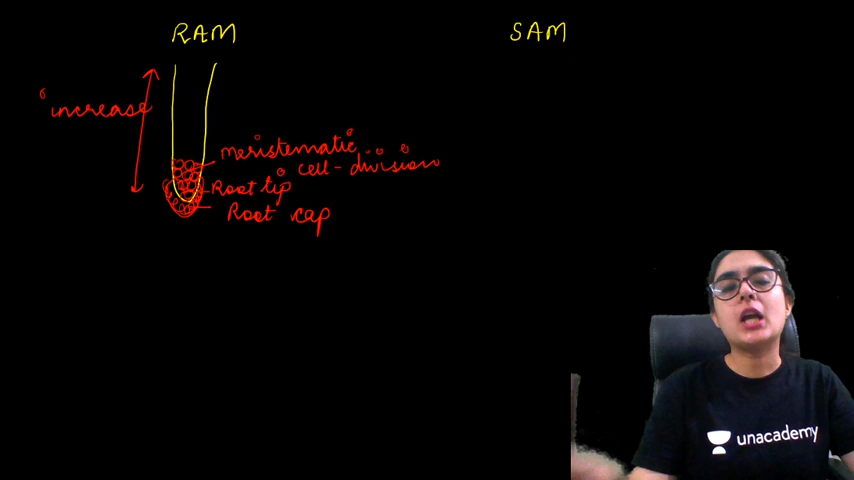 RAM
SAM
increase
meristematic
cell-division
Root tip
Root cap
unacademy